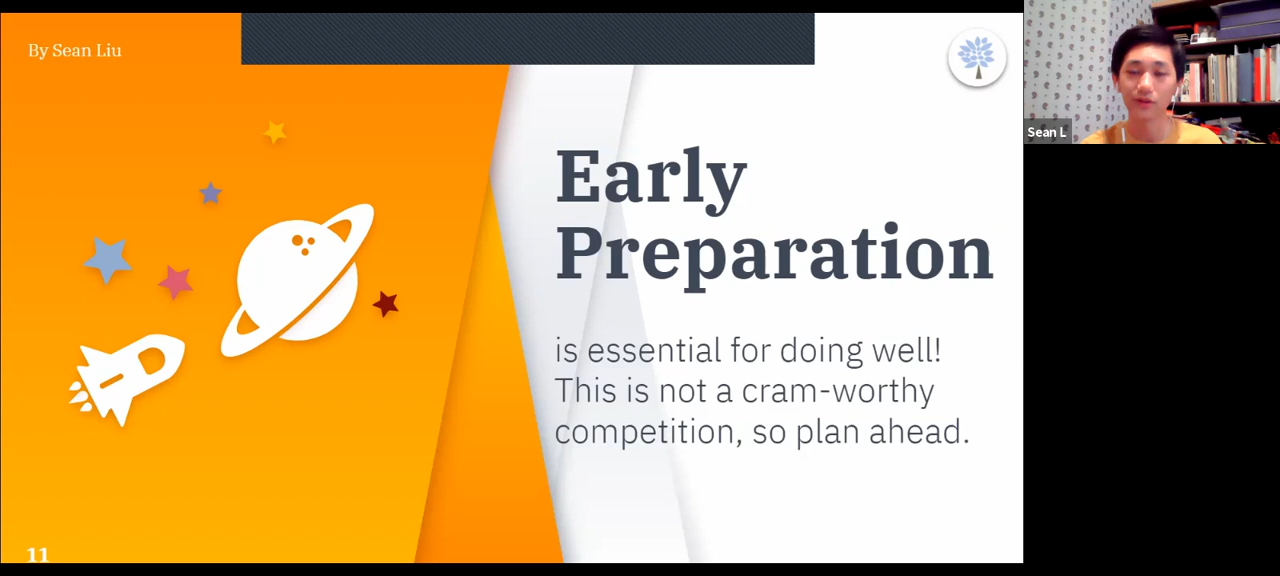 By Sean Liu
Early
Preparation
is essential for doing well!
This is not a cram-worthy
competition, so plan ahead.
11
Sean L